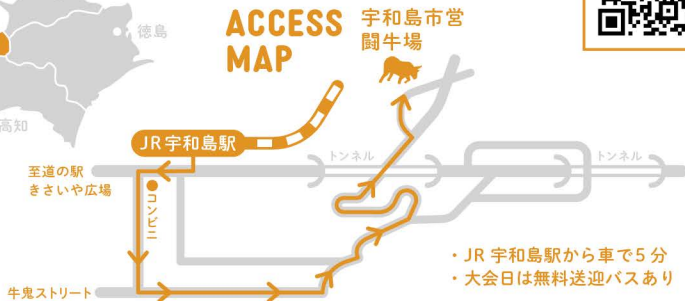 徳島
高知
ACCESS
MAP
宇和島市営
闘牛場
JR宇和島駅
至道の駅
きさいや広場
コンビニ
トンネル
トンネル
牛鬼ストリート
・JR 宇和島駅から車で5分
・大会日は無料送迎バスあり